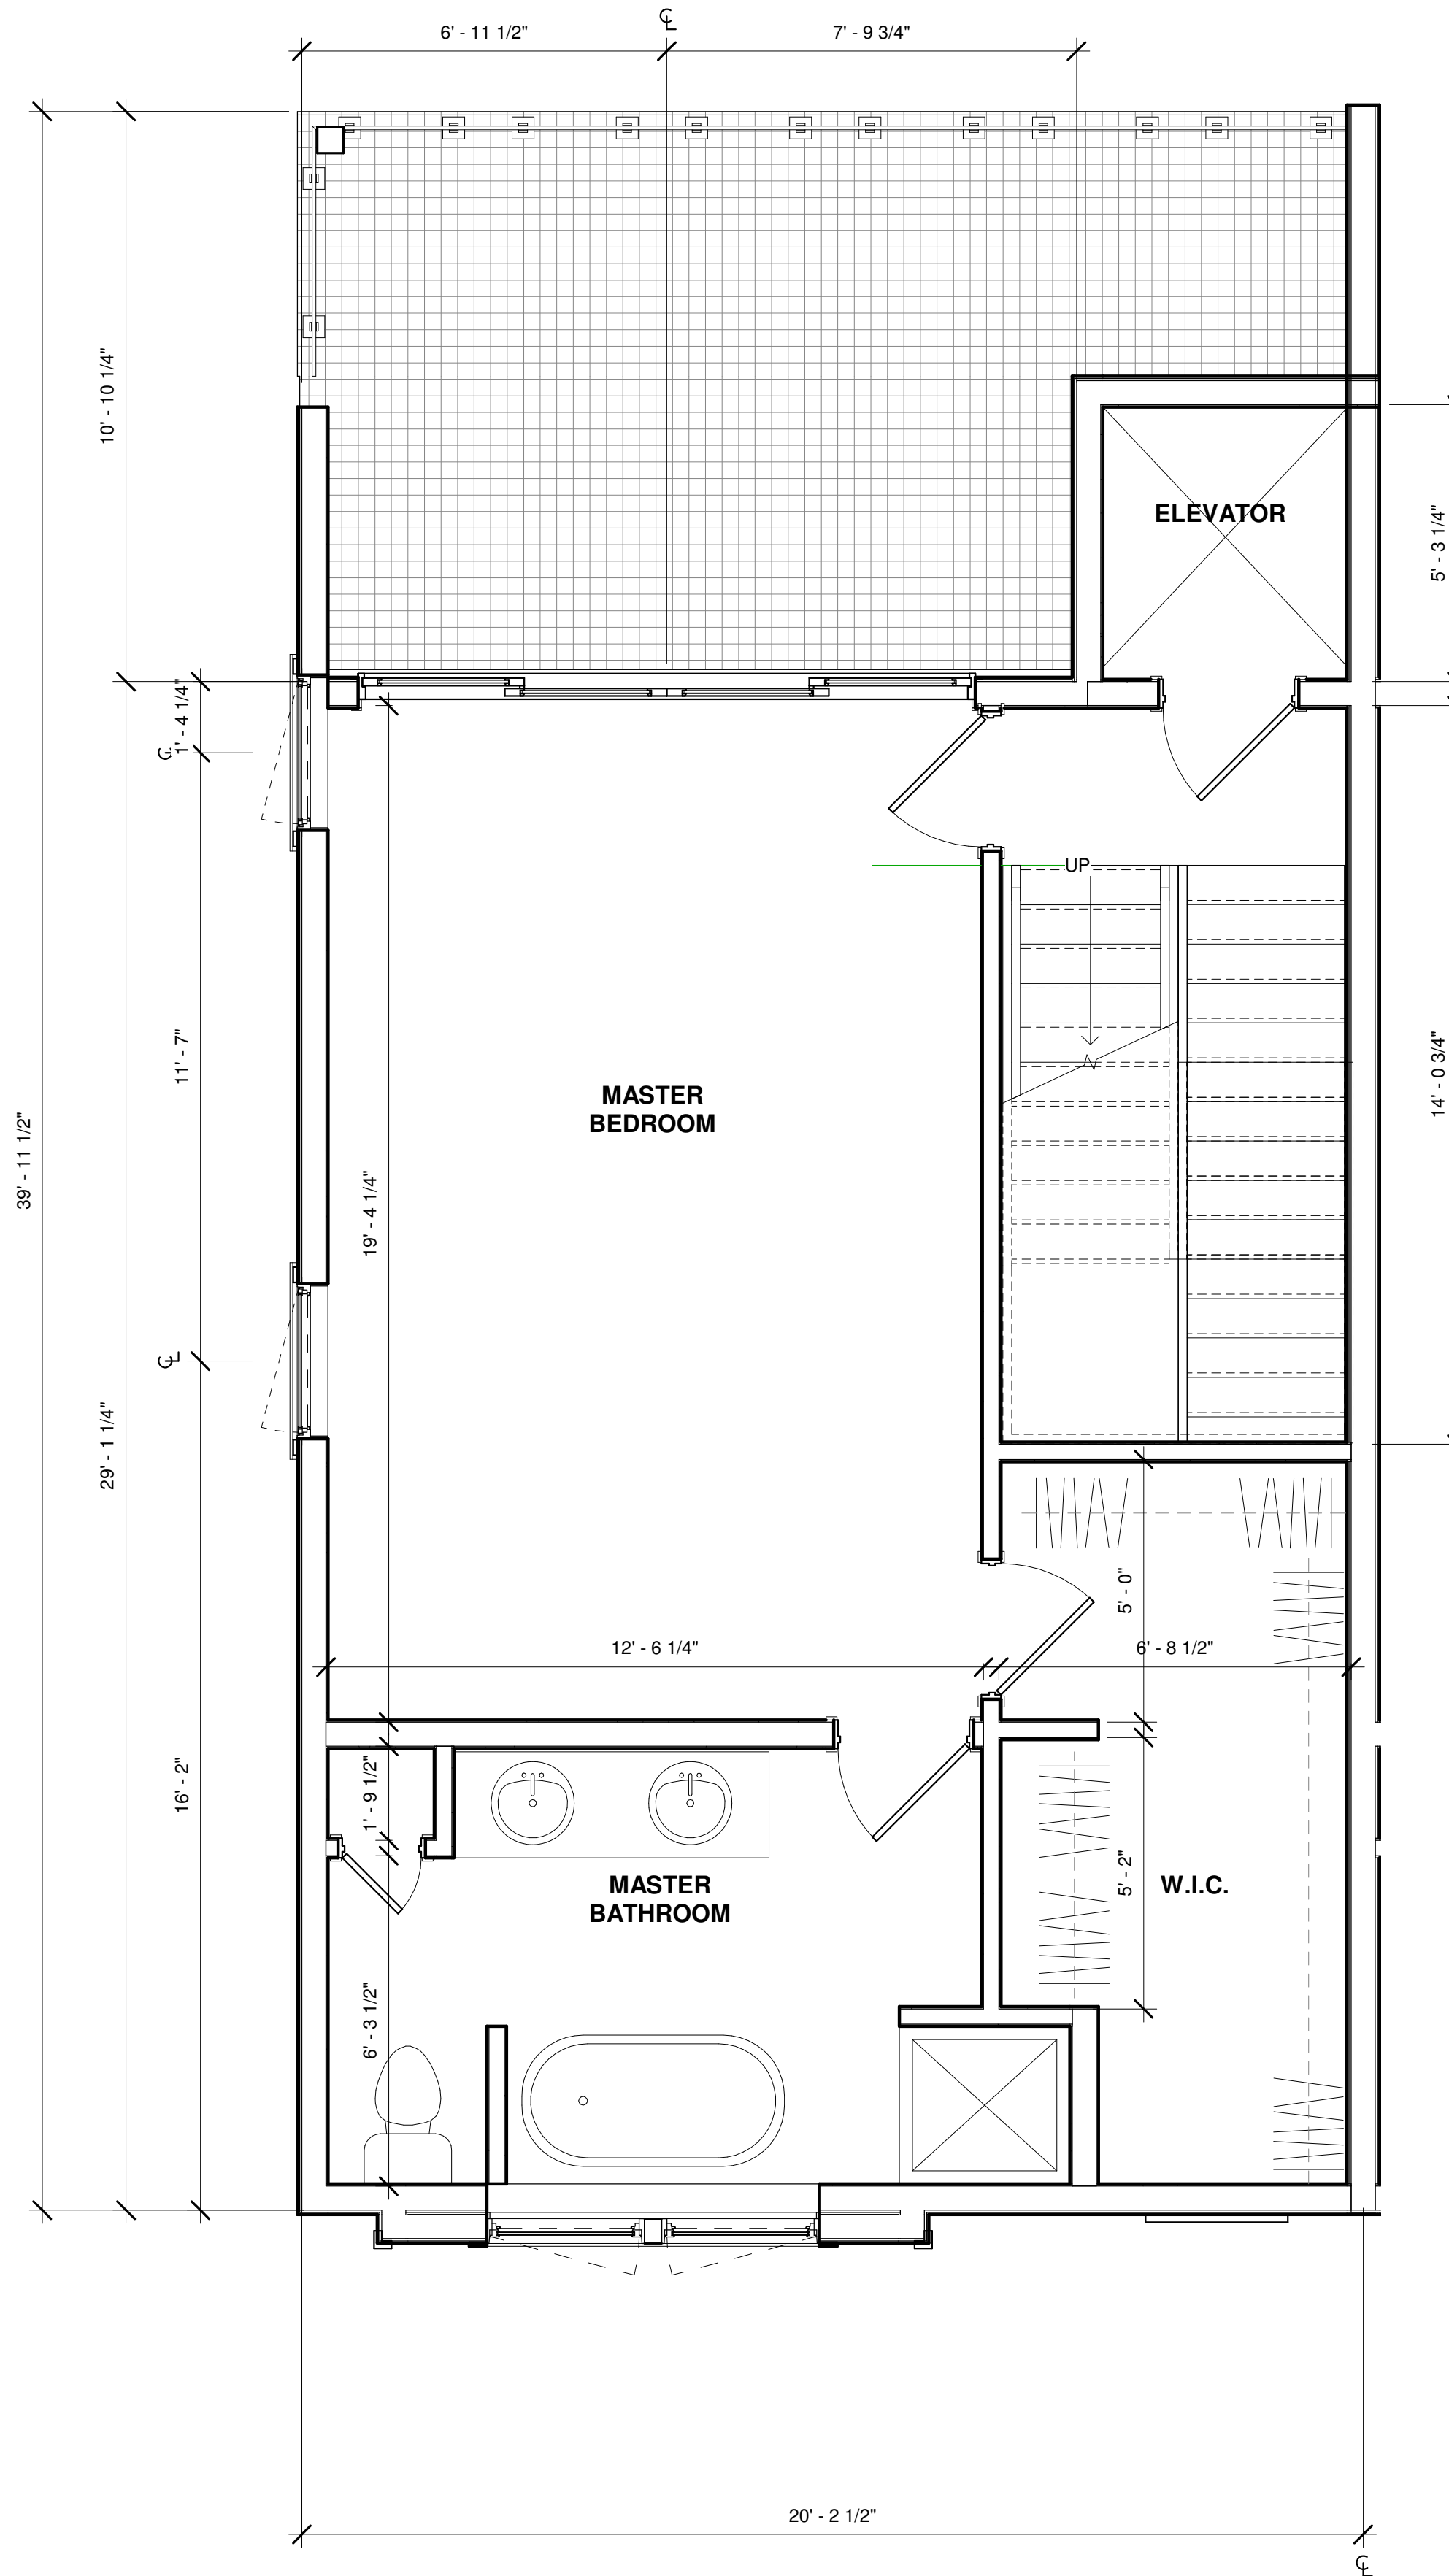 6' - 11 1/2"
7' - 9 3/4"
10' - 10 1/4"
ELEVATOR
5' - 3 1/4"
1' - 4 1/4"
UP
11' - 7"
MASTER
BEDROOM
14' - 0 3/4"
39' - 11 1/2"
19' - 4 1/4"
29' - 1 1/4"
5' - 0"
12' - 6 1/4"
6' - 8 1/2"
16' - 2"
1' - 9 1/2"
MASTER
BATHROOM
5' - 2"
W.I.C.
6' - 3 1/2"
20' - 2 1/2"